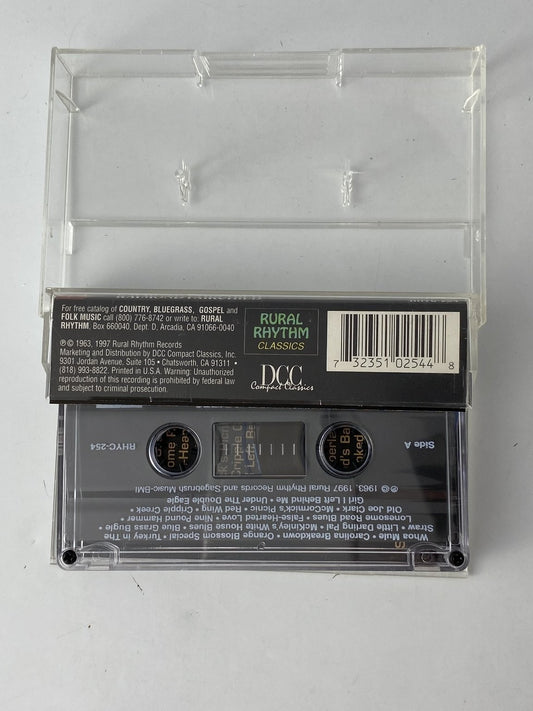 For free catalog of COUNTRY, BLUEGRASS, GOSPEL and
FOLK MUSIC call (800) 776-8742 or write to: RURAL
RHYTHM, Box 660040, Dept. D, Arcadia, CA 91066-0040
℗© 1963, 1997 Rural Rhythm Records
Marketing and Distribution by DCC Compact Classics, Inc.
9301 Jordan Avenue, Suite 105 • Chatsworth, CA 91311 •
(818) 993-8822. Printed in U.S.A. Warning: Unauthorized
reproduction of this recording is prohibited by federal law
and subject to criminal prosecution.
RURAL
RHYTHM
CLASSICS
DCC
Compact Classics
7 32351 02544 8
Side A
RHYC-254
Whoa Mule • Carolina Breakdown • Orange Blossom Special • Turkey In The
Straw • Little Darling Pal • McKinley's White House Blues • Blue Grass Bugle
Lonesome Road Blues • False-Hearted Love • Nine Pound Hammer
Old Joe Clark • McCormick's Picnic • Red Wing • Cripple Creek
Girl I Left Behind Me • Under The Double Eagle
℗© 1963, 1997 Rural Rhythm Records and Sagebrush Music-BMI